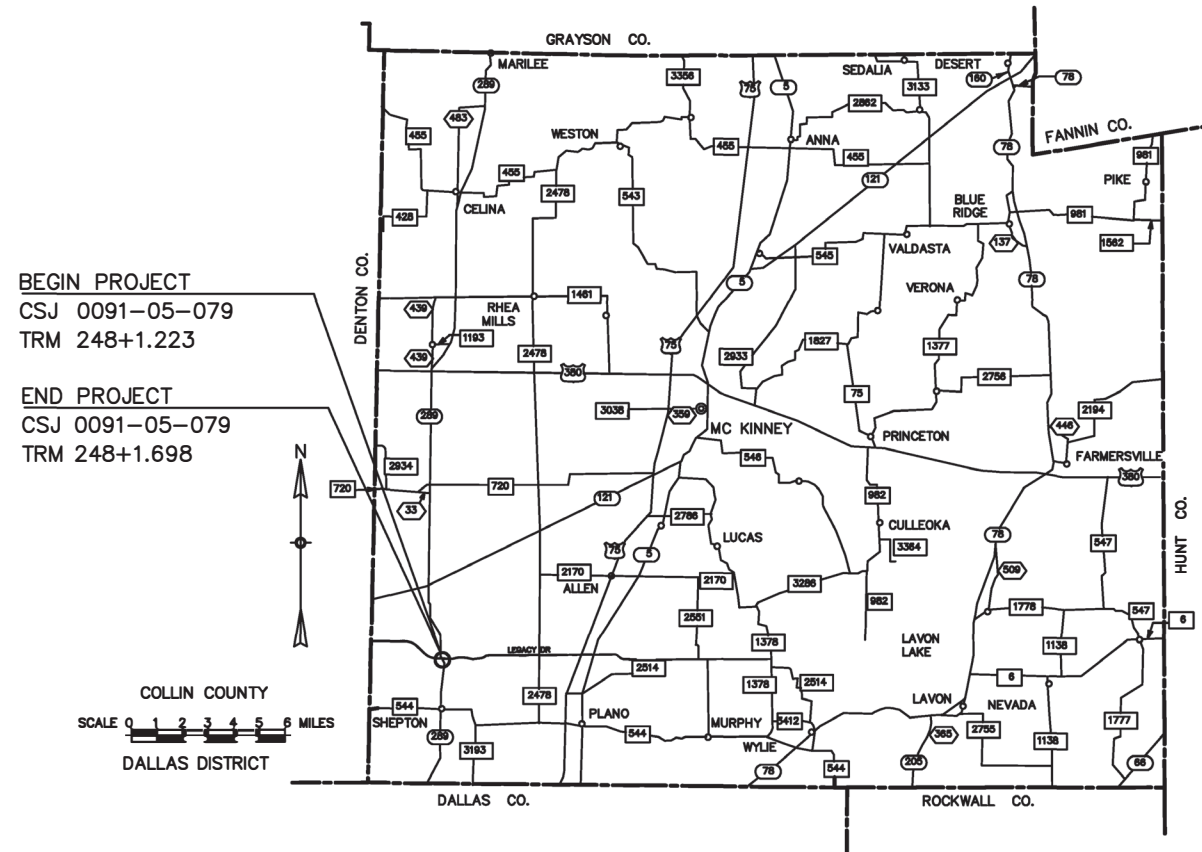 GRAYSON CO.
MARILEE
SEDALIA
DESERT
289
3356
75
5
3133
160
78
2862
483
455
WESTON
ANNA
FANNIN CO.
455
455
78
981
455
121
PIKE
2478
543
CELINA
BLUE
RIDGE
981
428
137
1562
VALDASTA
545
DENTON CO.
5
78
VERONA
BEGIN PROJECT
CSJ 0091-05-079
TRM 248+1.223
1461
439
RHEA
MILLS
1193
439
2478
75
2933
1827
1377
380
2756
END PROJECT
CSJ 0091-05-079
TRM 248+1.698
289
3038
359
75
2194
446
MC KINNEY
PRINCETON
N
546
FARMERSVILLE
2934
380
720
720
33
121
982
2786
CULLEOKA
HUNT CO.
LUCAS
3364
78
547
75
5
2170
2170
ALLEN
3286
509
982
2551
1778
547
6
1378
1138
LAVON
LAKE
LEGACY DR
2514
2514
6
COLLIN COUNTY
2478
1378
LAVON
NEVADA
SCALE 0 1 2 3 4 5 6 MILES
544
SHEPTON
PLANO
MURPHY
3412
1777
289
3193
544
WYLIE
365
2755
1138
DALLAS DISTRICT
78
544
205
66
DALLAS CO.
ROCKWALL CO.